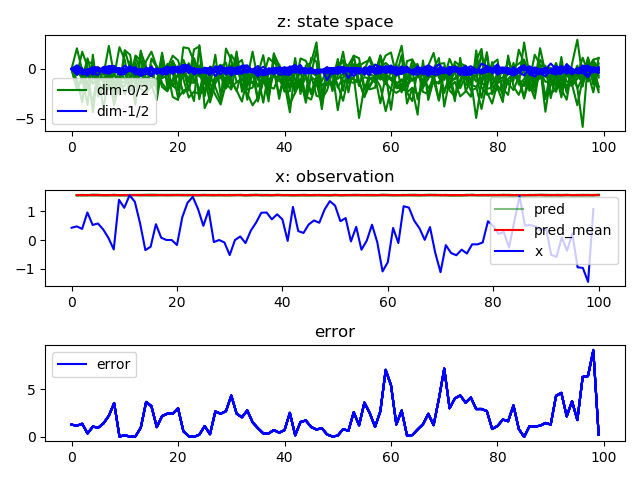 z: state space
0
−5
dim-0/2
dim-1/2
0
20
40
60
80
100
x: observation
1
0
−1
pred
pred_mean
x
0
20
40
60
80
100
error
5
0
error
0
20
40
60
80
100